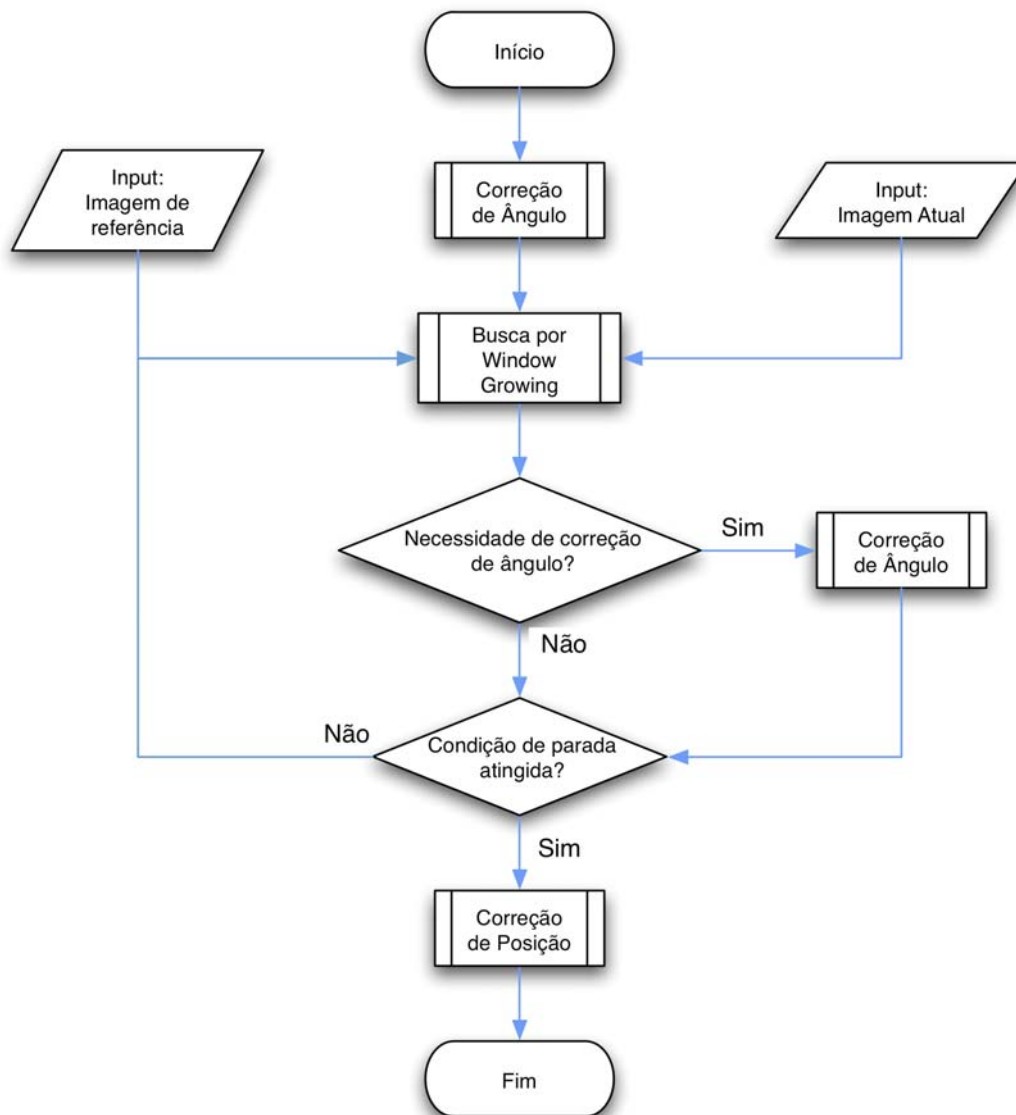 Início
Input:
Imagem de
referência
Correção
de Ângulo
Input:
Imagem Atual
Busca por
Window
Growing
Necessidade de correção
de ângulo?
Sim
Correção
de Ângulo
Não
Não
Condição de parada
atingida?
Sim
Correção
de Posição
Fim